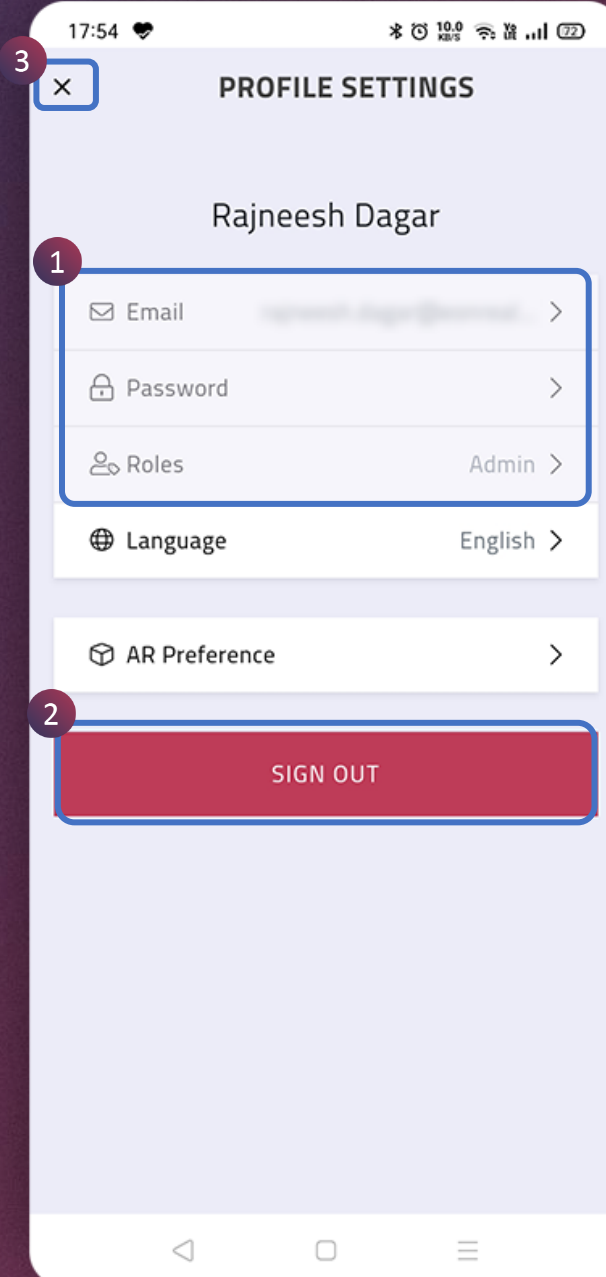 17:54 10.0 KB/S 72
3
PROFILE SETTINGS
Rajneesh Dagar
1
Email
Password
Roles Admin
Language English
AR Preference
2
SIGN OUT